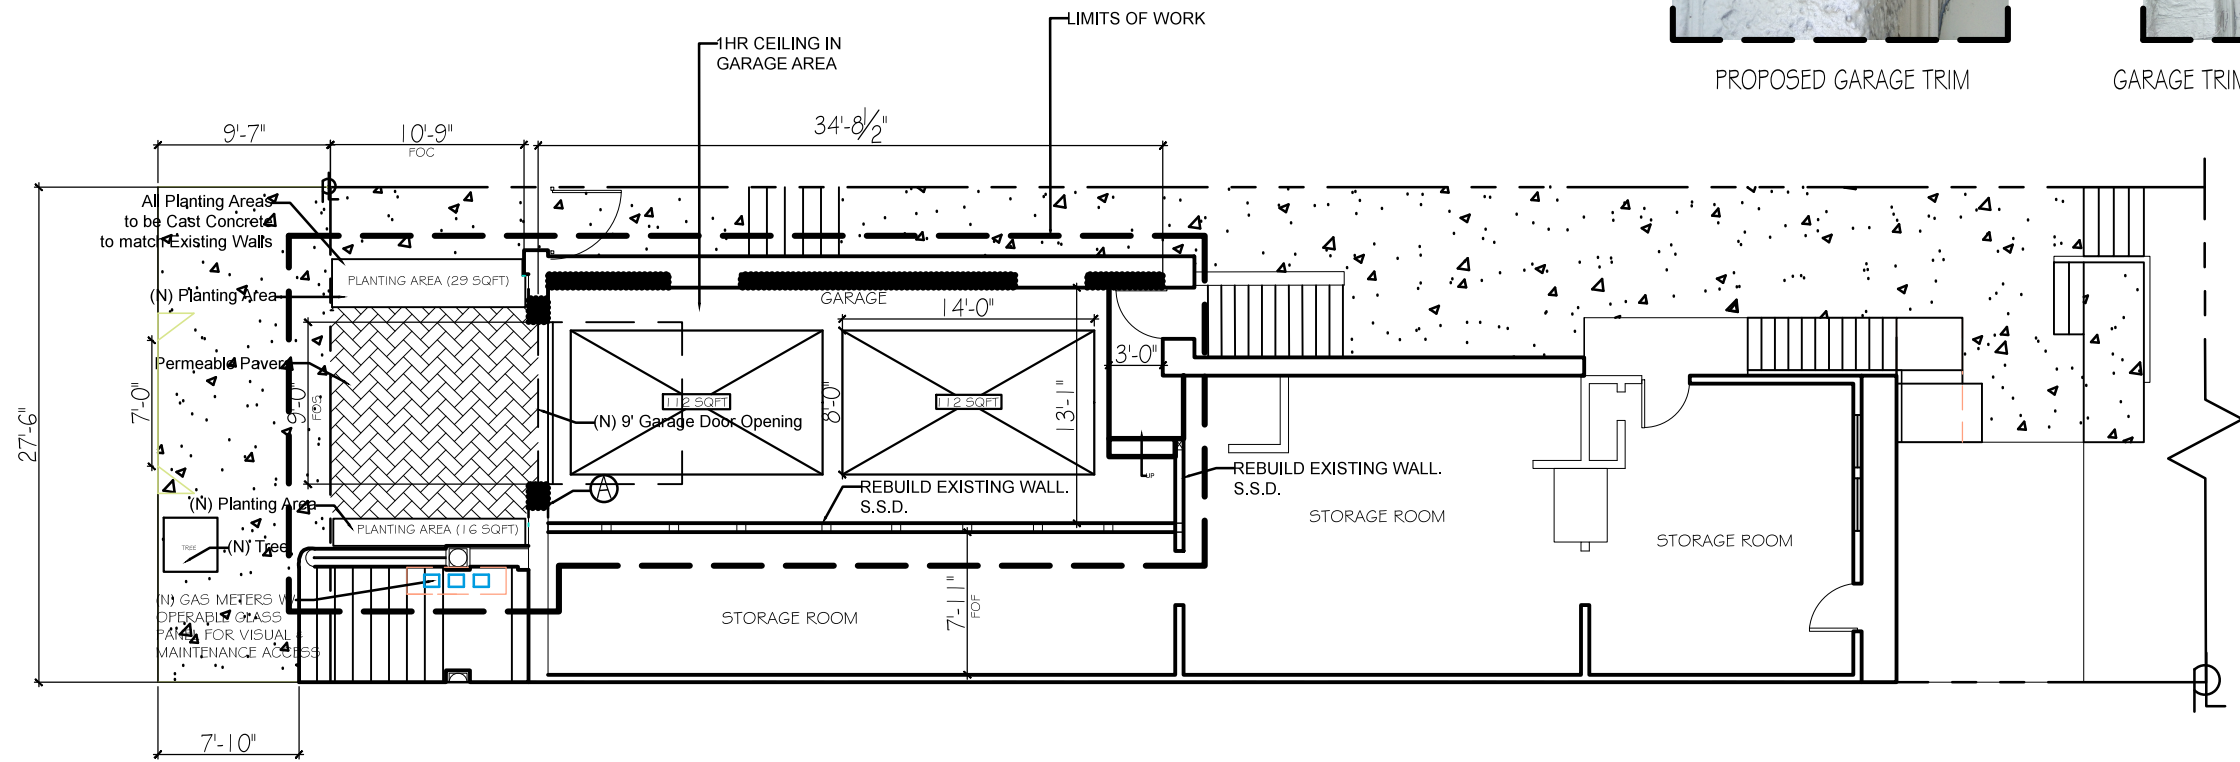 LIMITS OF WORK
1HR CEILING IN
GARAGE AREA
PROPOSED GARAGE TRIM
GARAGE TRIM
9'-7"
10'-9"
FOC
34'-8 1/2"
All Planting Areas
to be Cast Concrete
to match Existing Walls
PLANTING AREA (29 SQFT)
(N) Planting Area
GARAGE
14'-0"
Permeable Pavers
3'-0"
27'-6"
7'-0"
9'-0"
FOS
112 SQFT
8'-0"
112 SQFT
13'-1"
(N) 9' Garage Door Opening
REBUILD EXISTING WALL.
S.S.D.
UP
REBUILD EXISTING WALL.
S.S.D.
A
(N) Planting Area
PLANTING AREA (16 SQFT)
STORAGE ROOM
STORAGE ROOM
TREE
(N) Tree
(N) GAS METERS W/
OPERABLE GLASS
PANEL FOR VISUAL &
MAINTENANCE ACCESS
STORAGE ROOM
7'-11"
FOF
7'-10"